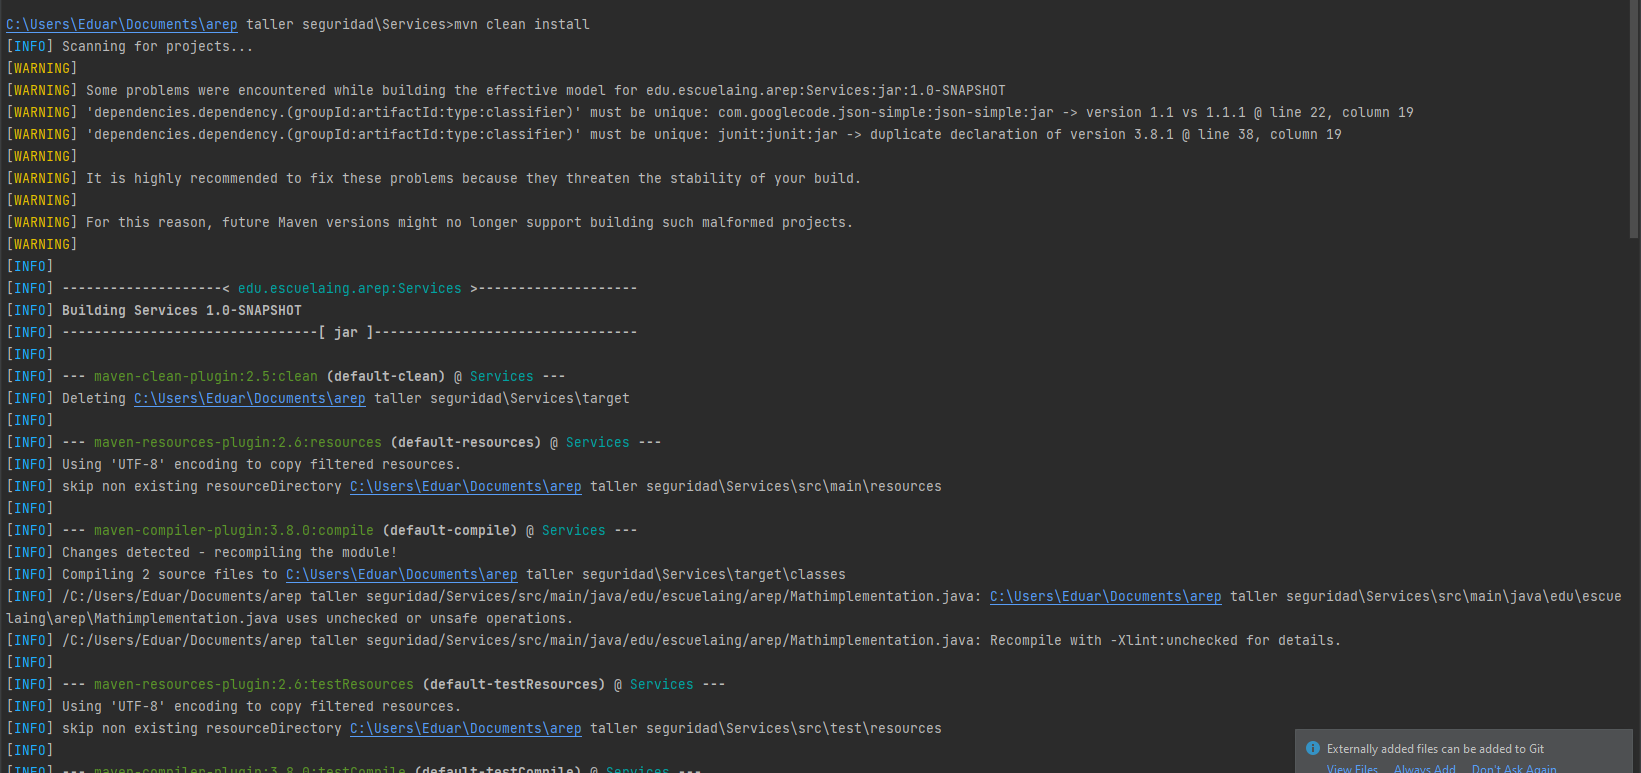 C:\Users\Eduar\Documents\arep taller seguridad\Services>mvn clean install
[INFO] Scanning for projects...
[WARNING]
[WARNING] Some problems were encountered while building the effective model for edu.escuelaing.arep:Services:jar:1.0-SNAPSHOT
[WARNING] 'dependencies.dependency.(groupId:artifactId:type:classifier)' must be unique: com.googlecode.json-simple:json-simple:jar -> version 1.1 vs 1.1.1 @ line 22, column 19
[WARNING] 'dependencies.dependency.(groupId:artifactId:type:classifier)' must be unique: junit:junit:jar -> duplicate declaration of version 3.8.1 @ line 38, column 19
[WARNING]
[WARNING] It is highly recommended to fix these problems because they threaten the stability of your build.
[WARNING]
[WARNING] For this reason, future Maven versions might no longer support building such malformed projects.
[WARNING]
[INFO]
[INFO] --------------------< edu.escuelaing.arep:Services >--------------------
[INFO] Building Services 1.0-SNAPSHOT
[INFO] --------------------------------[ jar ]---------------------------------
[INFO]
[INFO] --- maven-clean-plugin:2.5:clean (default-clean) @ Services ---
[INFO] Deleting C:\Users\Eduar\Documents\arep taller seguridad\Services\target
[INFO]
[INFO] --- maven-resources-plugin:2.6:resources (default-resources) @ Services ---
[INFO] Using 'UTF-8' encoding to copy filtered resources.
[INFO] skip non existing resourceDirectory C:\Users\Eduar\Documents\arep taller seguridad\Services\src\main\resources
[INFO]
[INFO] --- maven-compiler-plugin:3.8.0:compile (default-compile) @ Services ---
[INFO] Changes detected - recompiling the module!
[INFO] Compiling 2 source files to C:\Users\Eduar\Documents\arep taller seguridad\Services\target\classes
[INFO] /C:/Users/Eduar/Documents/arep taller seguridad/Services/src/main/java/edu/escuelaing/arep/Mathimplementation.java: C:\Users\Eduar\Documents\arep taller seguridad\Services\src\main\java\edu\escue
laing\arep\Mathimplementation.java uses unchecked or unsafe operations.
[INFO] /C:/Users/Eduar/Documents/arep taller seguridad/Services/src/main/java/edu/escuelaing/arep/Mathimplementation.java: Recompile with -Xlint:unchecked for details.
[INFO]
[INFO] --- maven-resources-plugin:2.6:testResources (default-testResources) @ Services ---
[INFO] Using 'UTF-8' encoding to copy filtered resources.
[INFO] skip non existing resourceDirectory C:\Users\Eduar\Documents\arep taller seguridad\Services\src\test\resources
[INFO]
[INFO] --- maven-compiler-plugin:3.8.0:testCompile (default-testCompile) @ Services ---
Externally added files can be added to Git
View Files Always Add Don't Ask Again